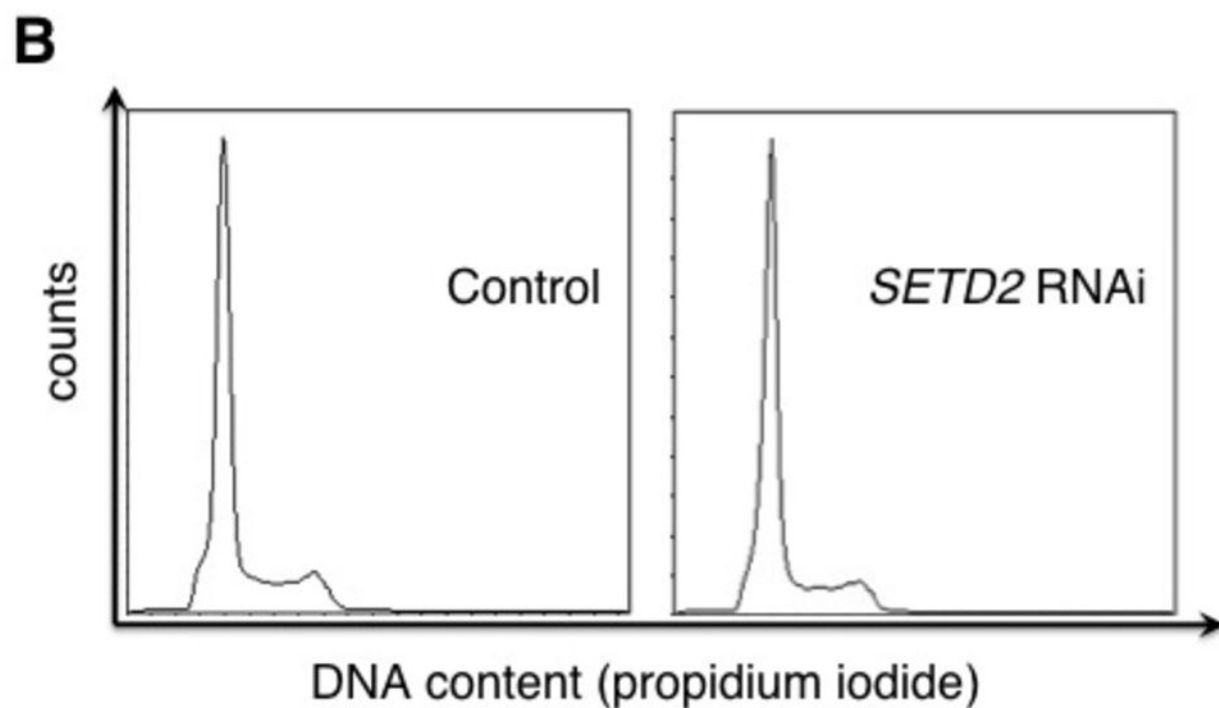 B
counts
Control
SETD2 RNAi
DNA content (propidium iodide)